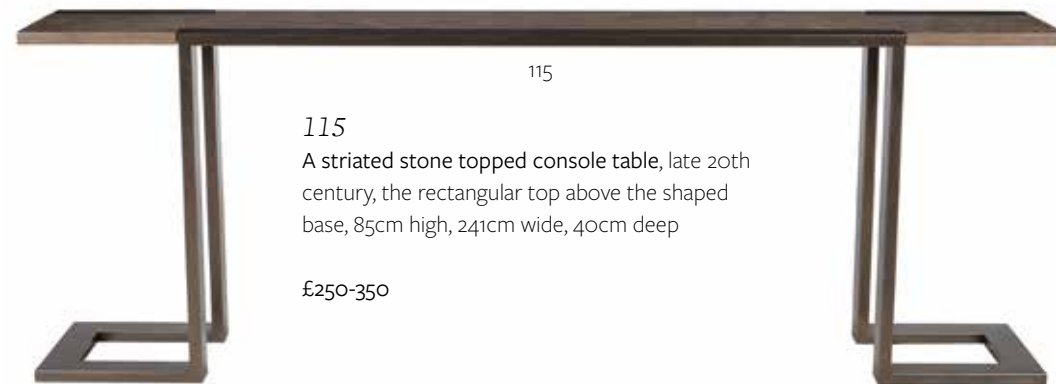 115
115
A striated stone topped console table, late 20th
century, the rectangular top above the shaped
base, 85cm high, 241cm wide, 40cm deep
£250-350